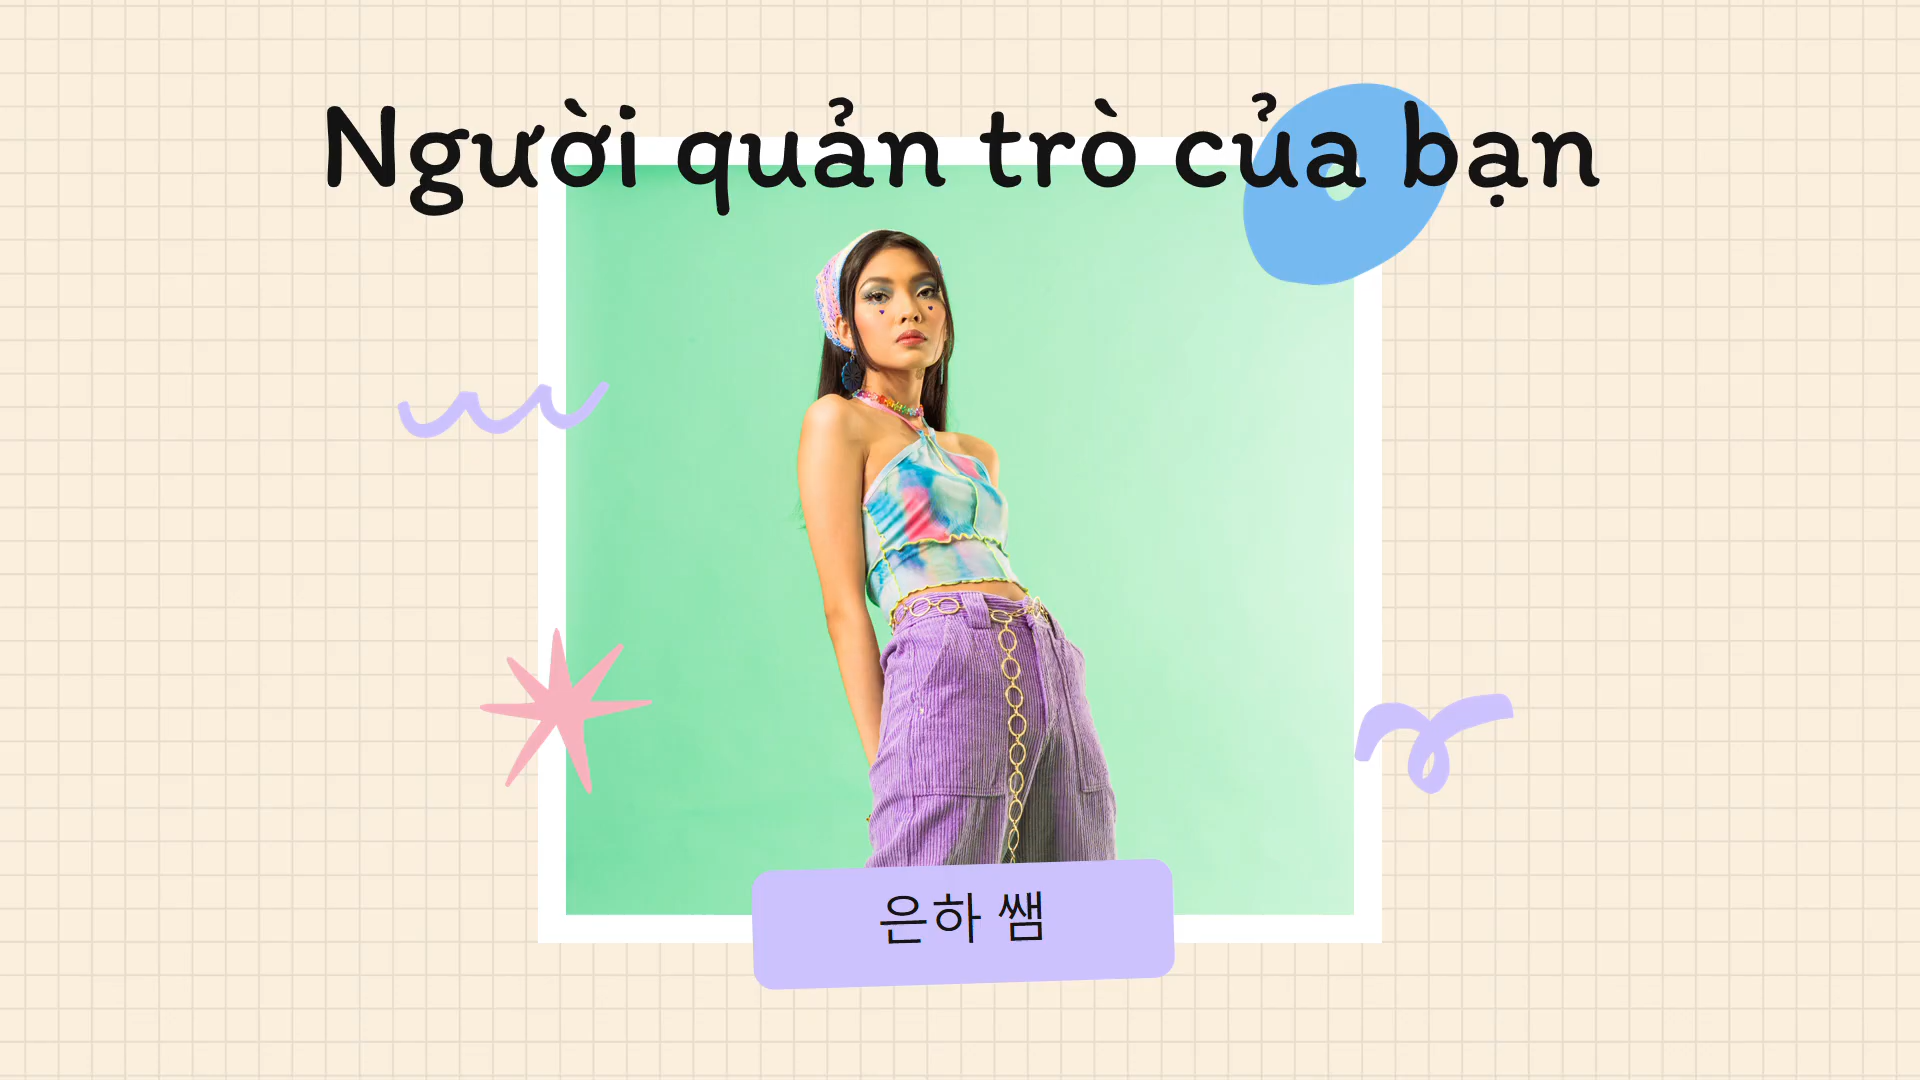 Người quản trò của bạn
은하 쌤